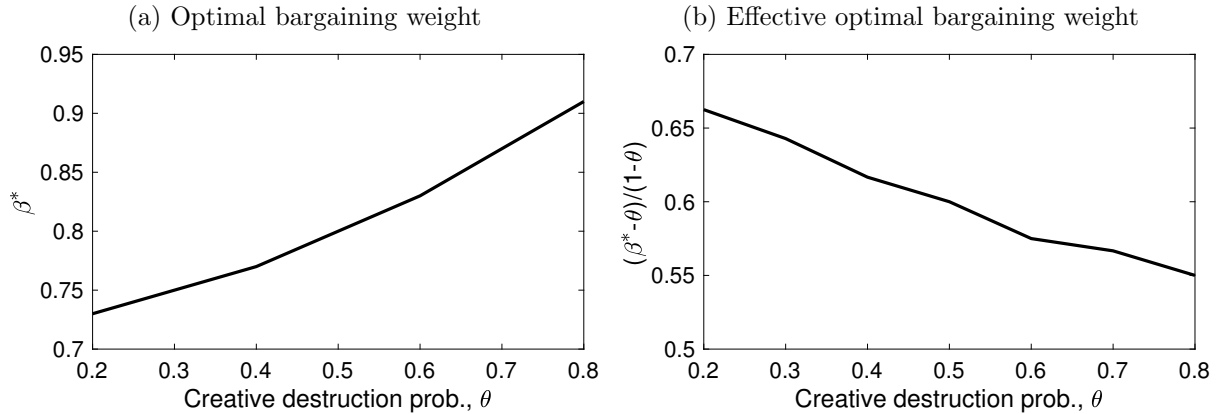 (a) Optimal bargaining weight
0.95
0.9
0.85
0.8
0.75
0.7
β*
0.2 0.3 0.4 0.5 0.6 0.7 0.8
Creative destruction prob., θ
(b) Effective optimal bargaining weight
0.7
0.65
0.6
0.55
0.5
(β*-θ)/(1-θ)
0.2 0.3 0.4 0.5 0.6 0.7 0.8
Creative destruction prob., θ